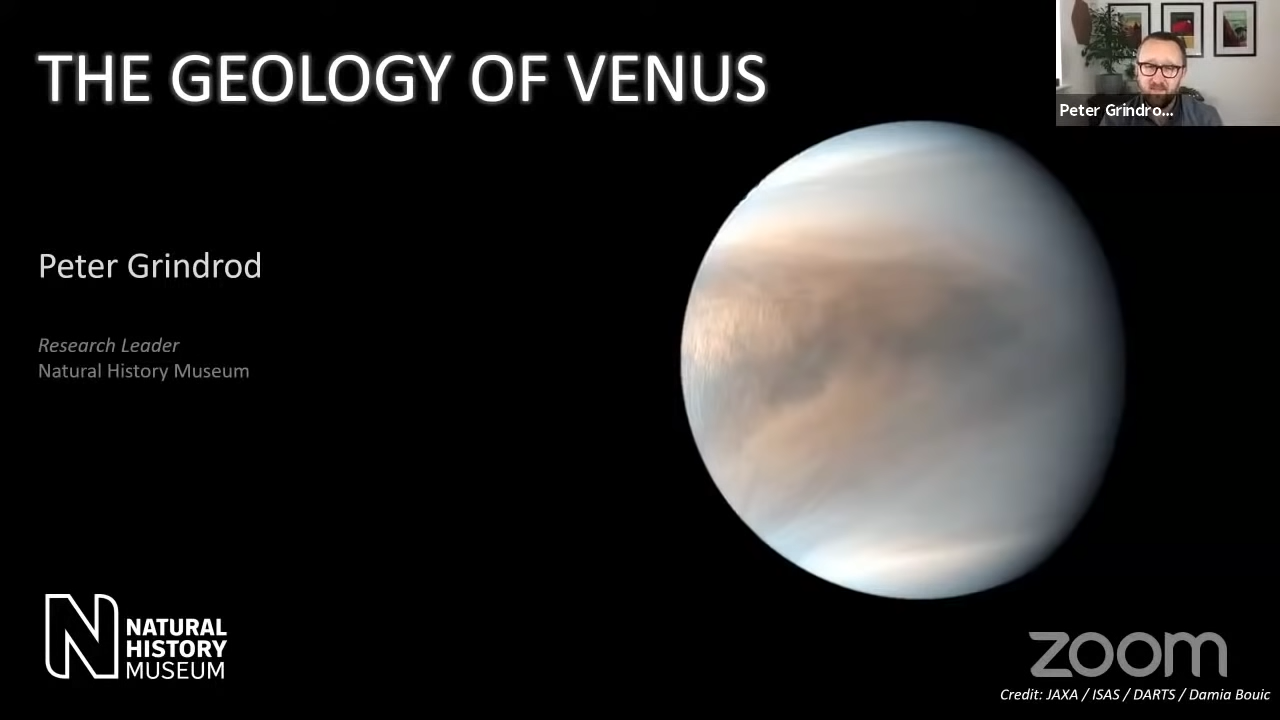 THE GEOLOGY OF VENUS
Peter Grindro...
Peter Grindrod
Research Leader
Natural History Museum
N NATURAL
HISTORY
MUSEUM
zoom
Credit: JAXA / ISAS / DARTS / Damia Bouic